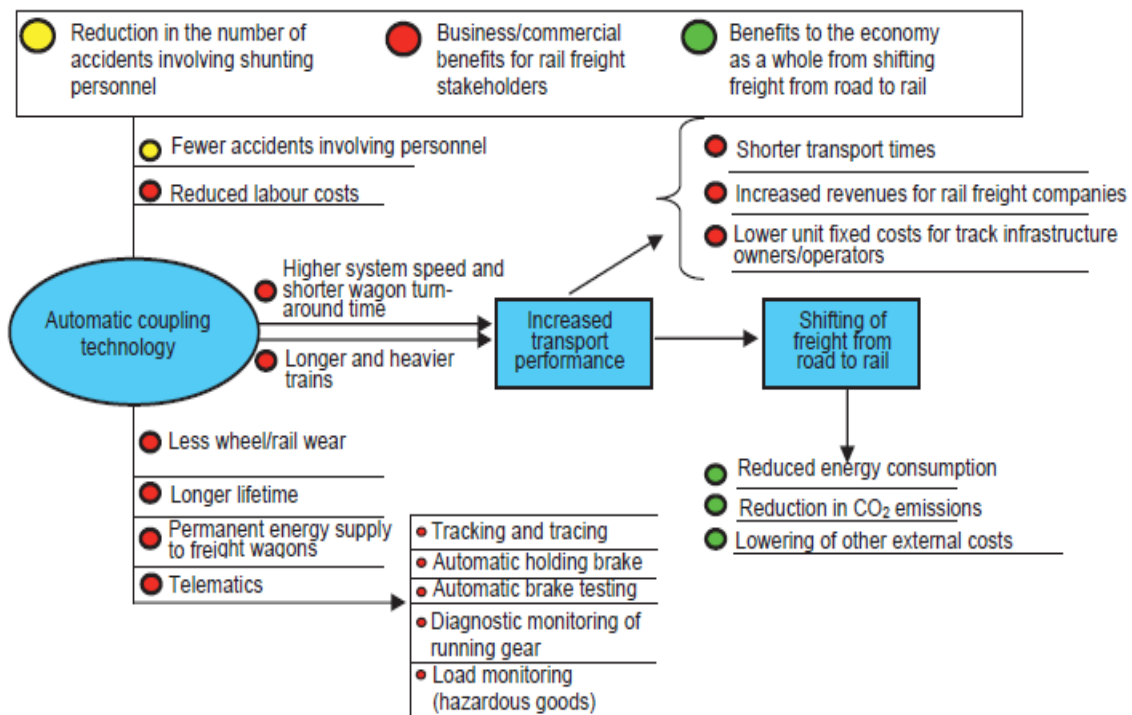 Reduction in the number of
accidents involving shunting
personnel
Business/commercial
benefits for rail freight
stakeholders
Benefits to the economy
as a whole from shifting
freight from road to rail
Fewer accidents involving personnel
Reduced labour costs
Shorter transport times
Increased revenues for rail freight companies
Lower unit fixed costs for track infrastructure
owners/operators
Automatic coupling
technology
Higher system speed and
shorter wagon turn-
around time
Longer and heavier
trains
Increased
transport
performance
Shifting of
freight from
road to rail
Less wheel/rail wear
Longer lifetime
Permanent energy supply
to freight wagons
Telematics
Tracking and tracing
Automatic holding brake
Automatic brake testing
Diagnostic monitoring of
running gear
Load monitoring
(hazardous goods)
Reduced energy consumption
Reduction in CO₂ emissions
Lowering of other external costs